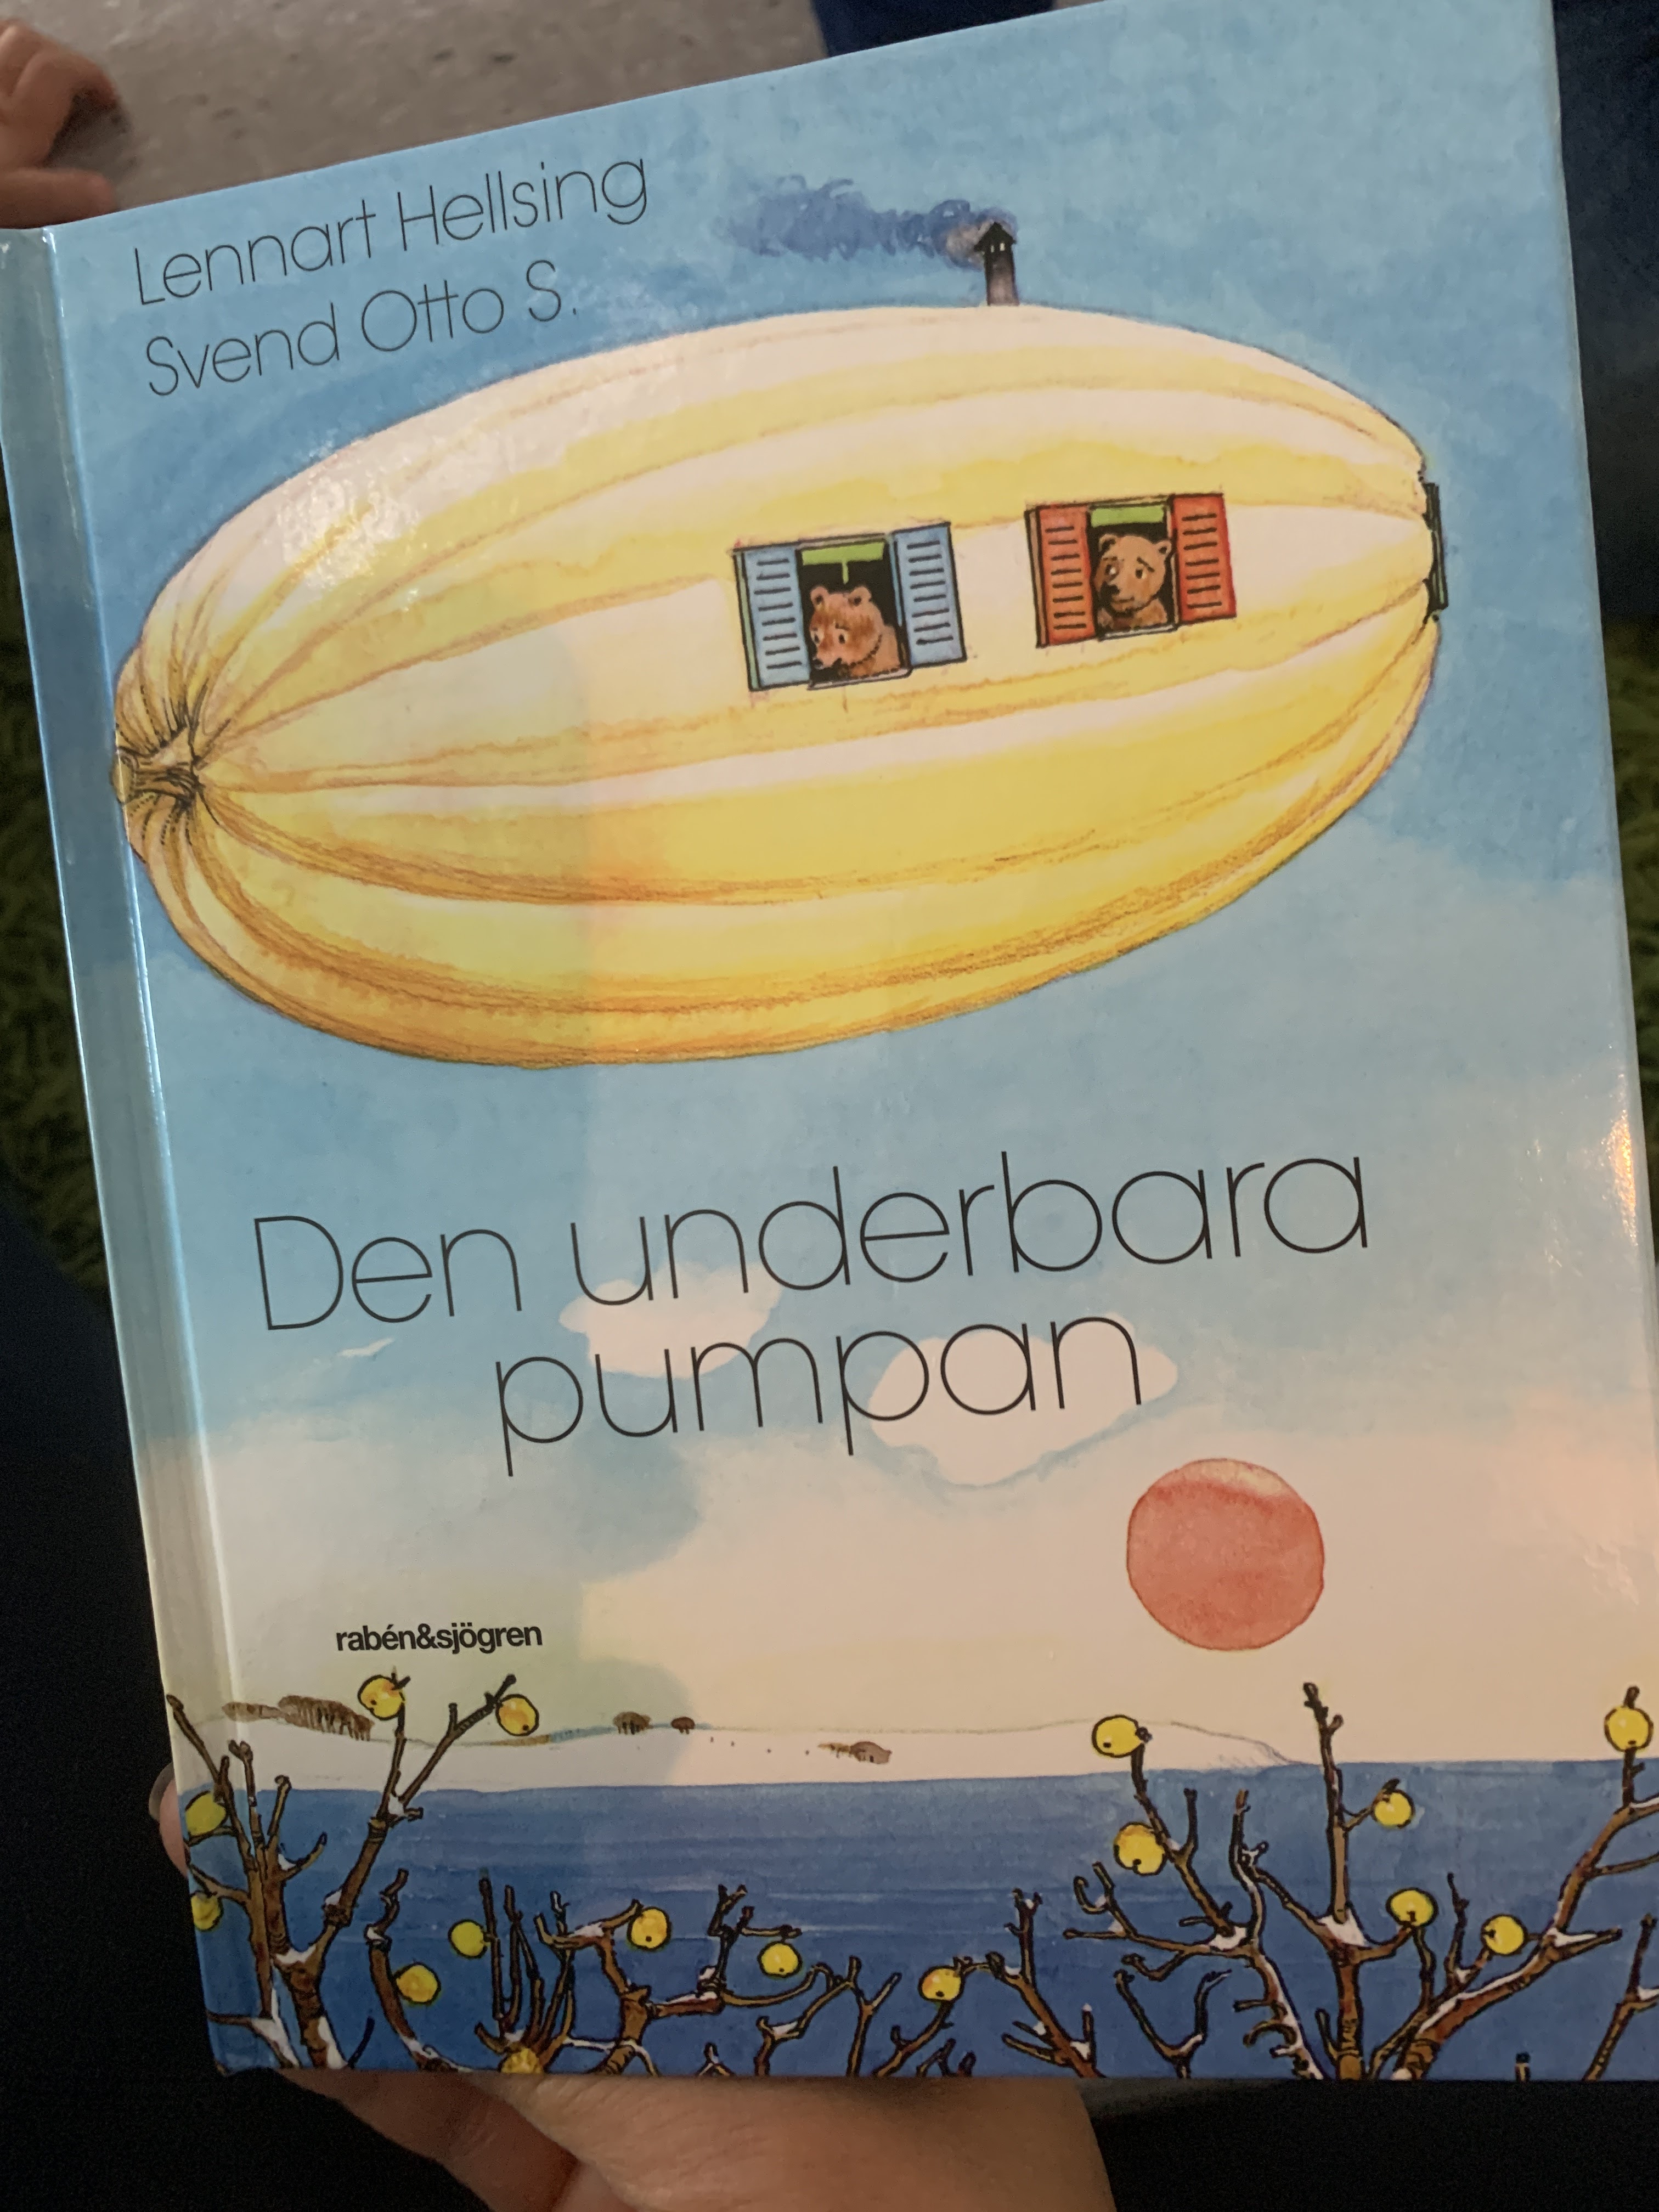 Lennart Hellsing
Svend Otto S.
Den underbara
pumpan
rabén&sjögren